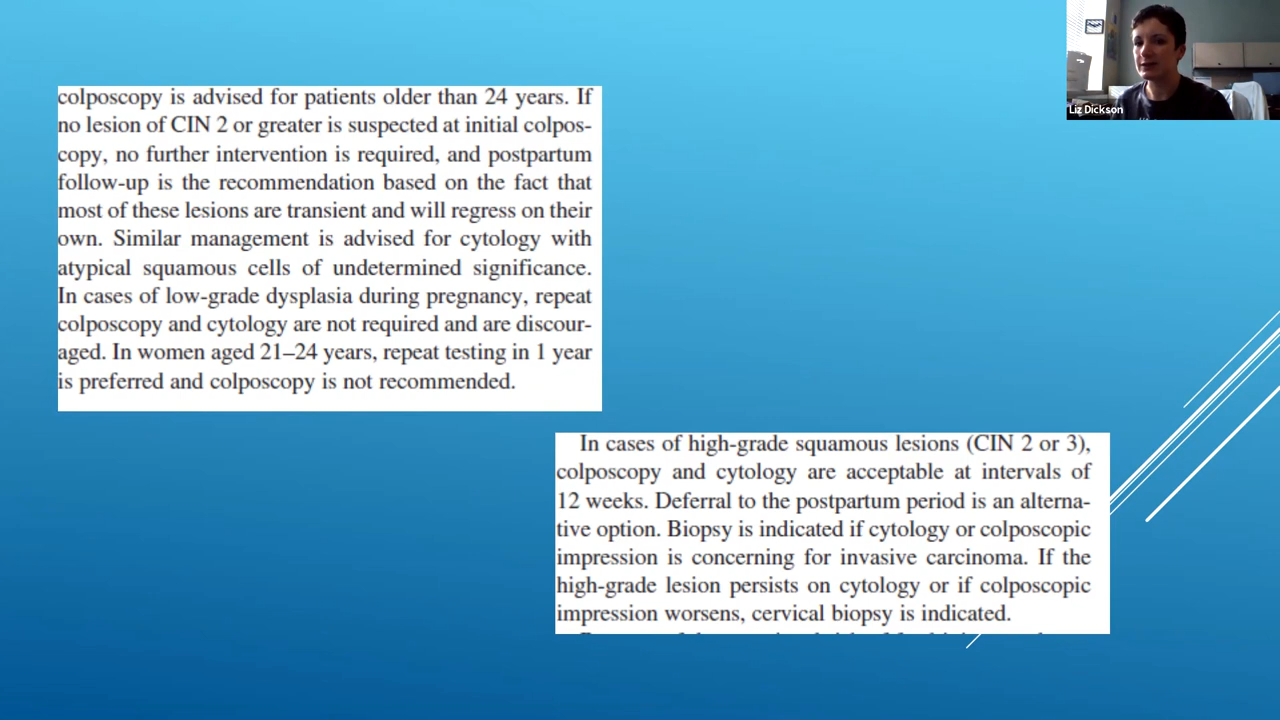 colposcopy is advised for patients older than 24 years. If
no lesion of CIN 2 or greater is suspected at initial colpos-
copy, no further intervention is required, and postpartum
follow-up is the recommendation based on the fact that
most of these lesions are transient and will regress on their
own. Similar management is advised for cytology with
atypical squamous cells of undetermined significance.
In cases of low-grade dysplasia during pregnancy, repeat
colposcopy and cytology are not required and are discour-
aged. In women aged 21–24 years, repeat testing in 1 year
is preferred and colposcopy is not recommended.
In cases of high-grade squamous lesions (CIN 2 or 3),
colposcopy and cytology are acceptable at intervals of
12 weeks. Deferral to the postpartum period is an alterna-
tive option. Biopsy is indicated if cytology or colposcopic
impression is concerning for invasive carcinoma. If the
high-grade lesion persists on cytology or if colposcopic
impression worsens, cervical biopsy is indicated.
Liz Dickson